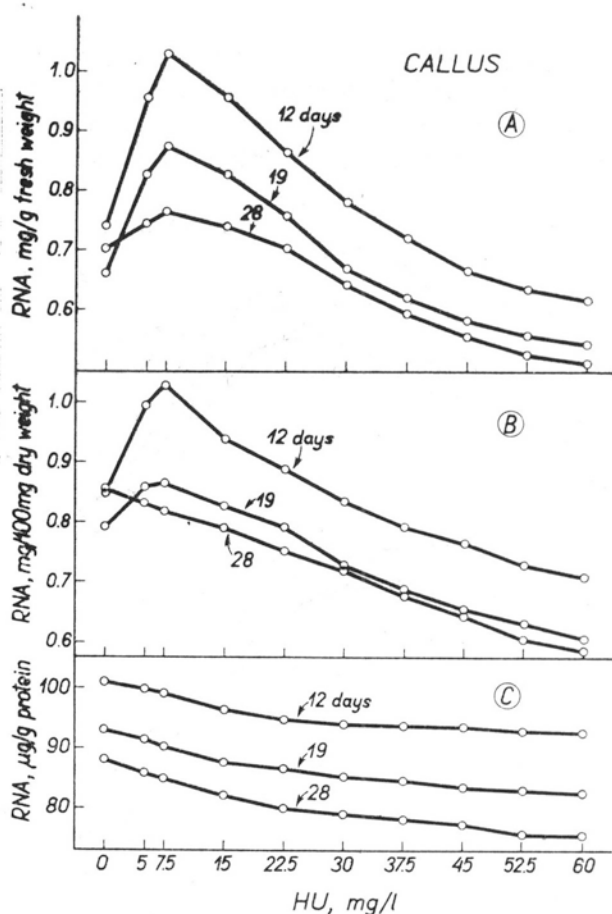 CALLUS
A
RNA, mg/g fresh weight
1.0
0.9
0.8
0.7
0.6
12 days
19
28
B
RNA, mg/100mg dry weight
1.0
0.9
0.8
0.7
0.6
12 days
19
28
C
RNA, µg/g protein
100
90
80
12 days
19
28
0 5 7.5 15 22.5 30 37.5 45 52.5 60
HU, mg/l